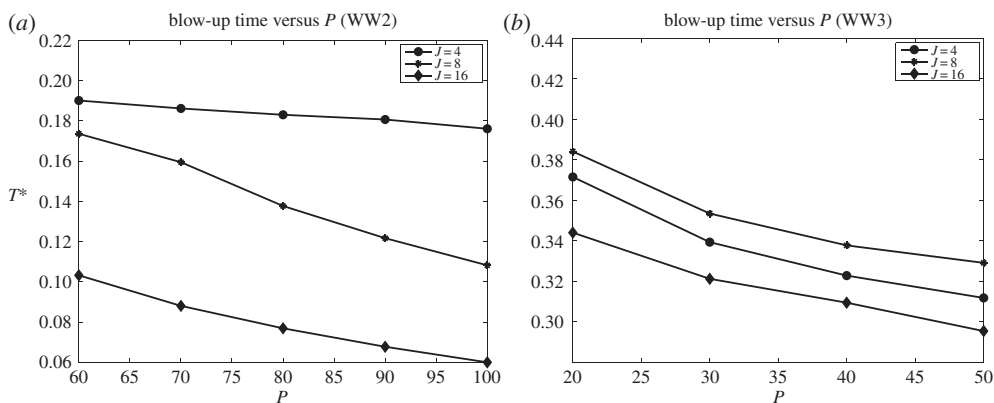 (a)
blow-up time versus P (WW2)
0.22
0.20
0.18
0.16
0.14
0.12
0.10
0.08
0.06
T*
J = 4
J = 8
J = 16
60 65 70 75 80 85 90 95 100
P
(b)
blow-up time versus P (WW3)
0.44
0.42
0.40
0.38
0.36
0.34
0.32
0.30
J = 4
J = 8
J = 16
20 25 30 35 40 45 50
P